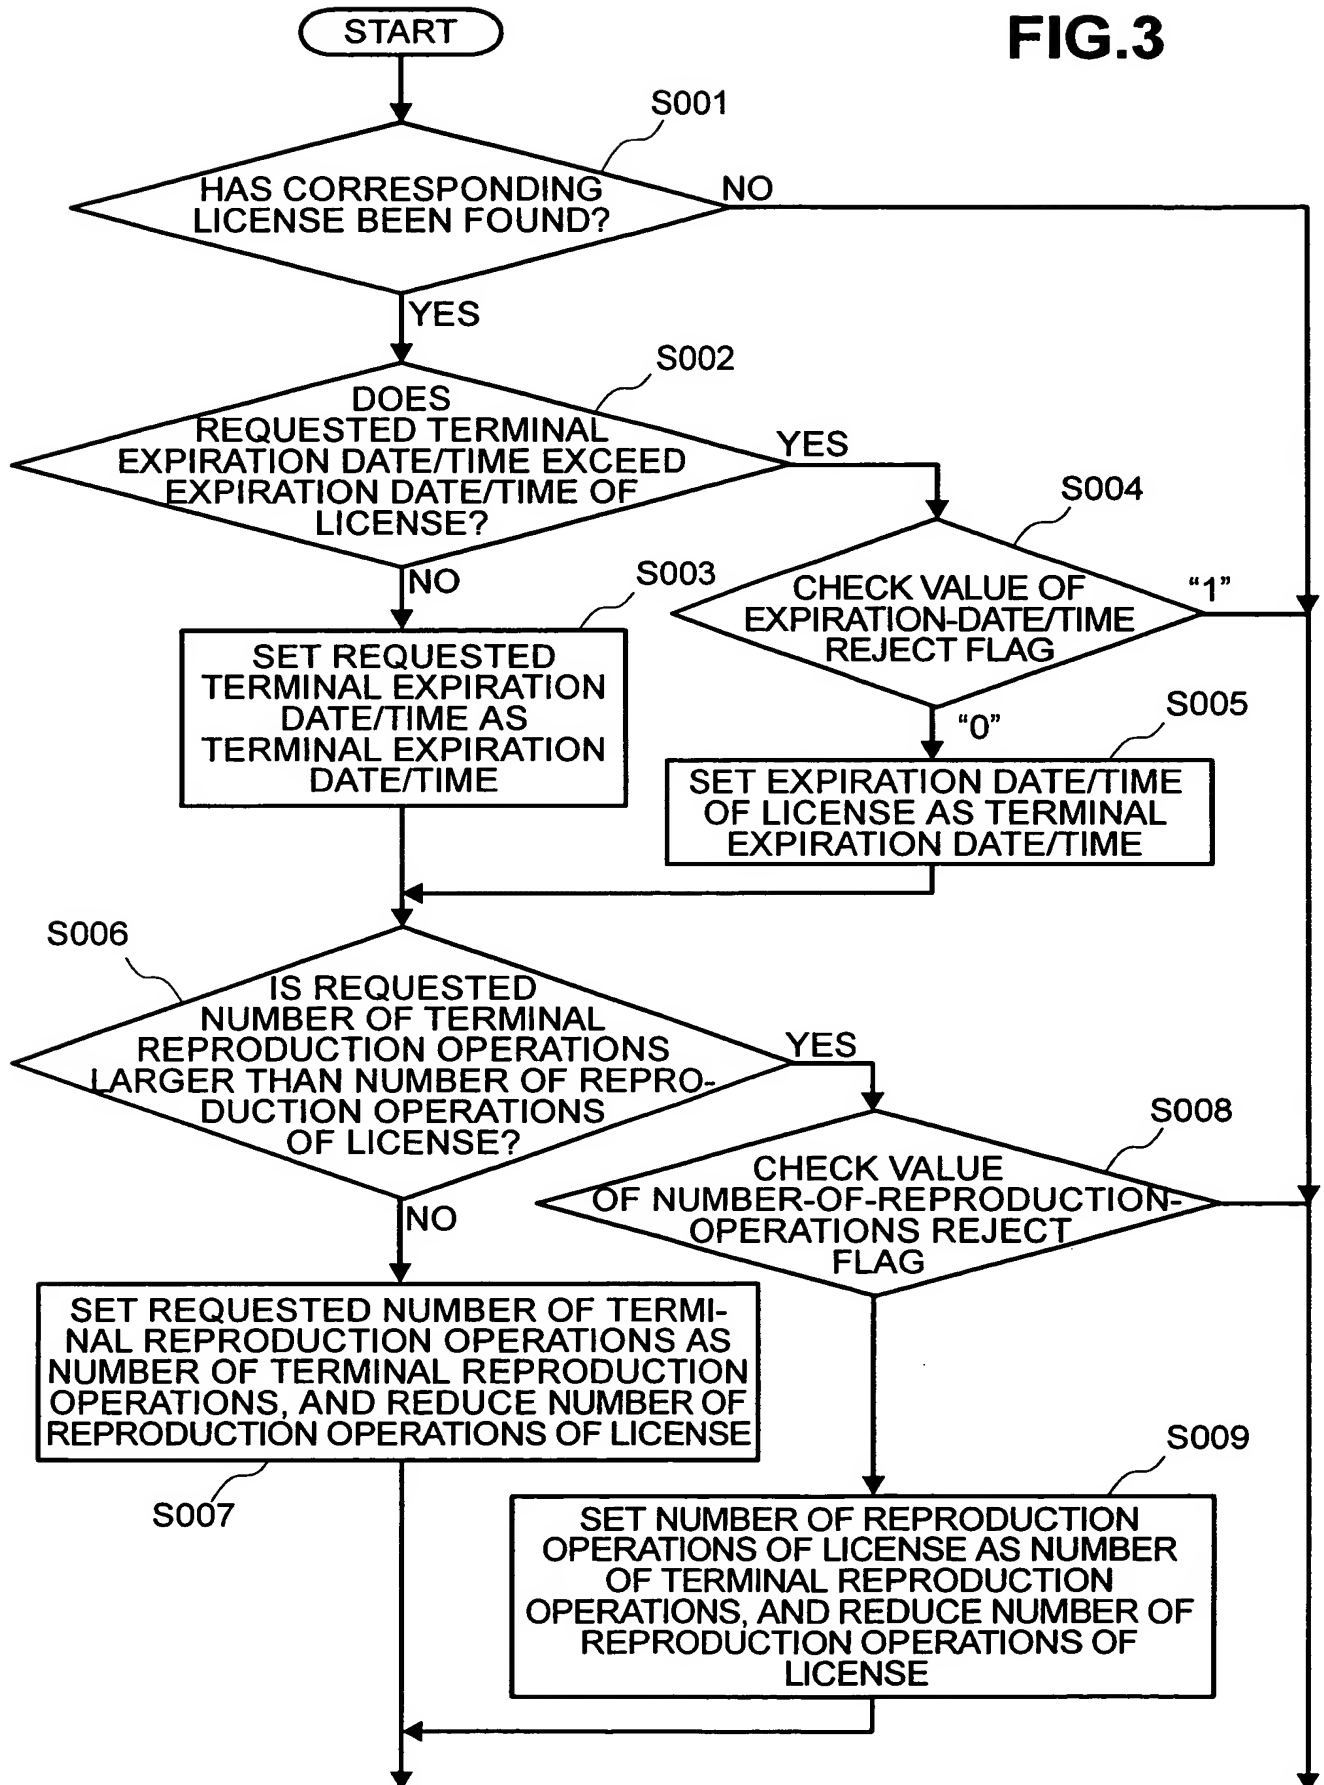 FIG.3
START
S001
HAS CORRESPONDING
LICENSE BEEN FOUND?
NO
YES
S002
DOES
REQUESTED TERMINAL
EXPIRATION DATE/TIME EXCEED
EXPIRATION DATE/TIME OF
LICENSE?
YES
NO
S004
CHECK VALUE OF
EXPIRATION-DATE/TIME
REJECT FLAG
“1”
“0”
S003
SET REQUESTED
TERMINAL EXPIRATION
DATE/TIME AS
TERMINAL EXPIRATION
DATE/TIME
S005
SET EXPIRATION DATE/TIME
OF LICENSE AS TERMINAL
EXPIRATION DATE/TIME
S006
IS REQUESTED
NUMBER OF TERMINAL
REPRODUCTION OPERATIONS
LARGER THAN NUMBER OF REPRO-
DUCTION OPERATIONS
OF LICENSE?
YES
NO
S008
CHECK VALUE
OF NUMBER-OF-REPRODUCTION-
OPERATIONS REJECT
FLAG
SET REQUESTED NUMBER OF TERMI-
NAL REPRODUCTION OPERATIONS AS
NUMBER OF TERMINAL REPRODUCTION
OPERATIONS, AND REDUCE NUMBER OF
REPRODUCTION OPERATIONS OF LICENSE
S007
S009
SET NUMBER OF REPRODUCTION
OPERATIONS OF LICENSE AS NUMBER
OF TERMINAL REPRODUCTION
OPERATIONS, AND REDUCE NUMBER OF
REPRODUCTION OPERATIONS OF
LICENSE